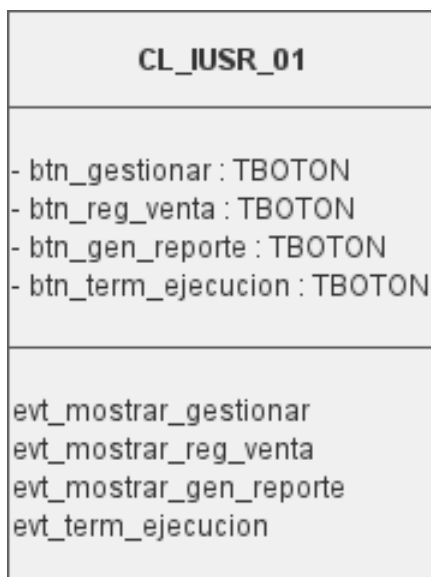 CL_IUSR_01
- btn_gestionar : TBOTON
- btn_reg_venta : TBOTON
- btn_gen_reporte : TBOTON
- btn_term_ejecucion : TBOTON
evt_mostrar_gestionar
evt_mostrar_reg_venta
evt_mostrar_gen_reporte
evt_term_ejecucion